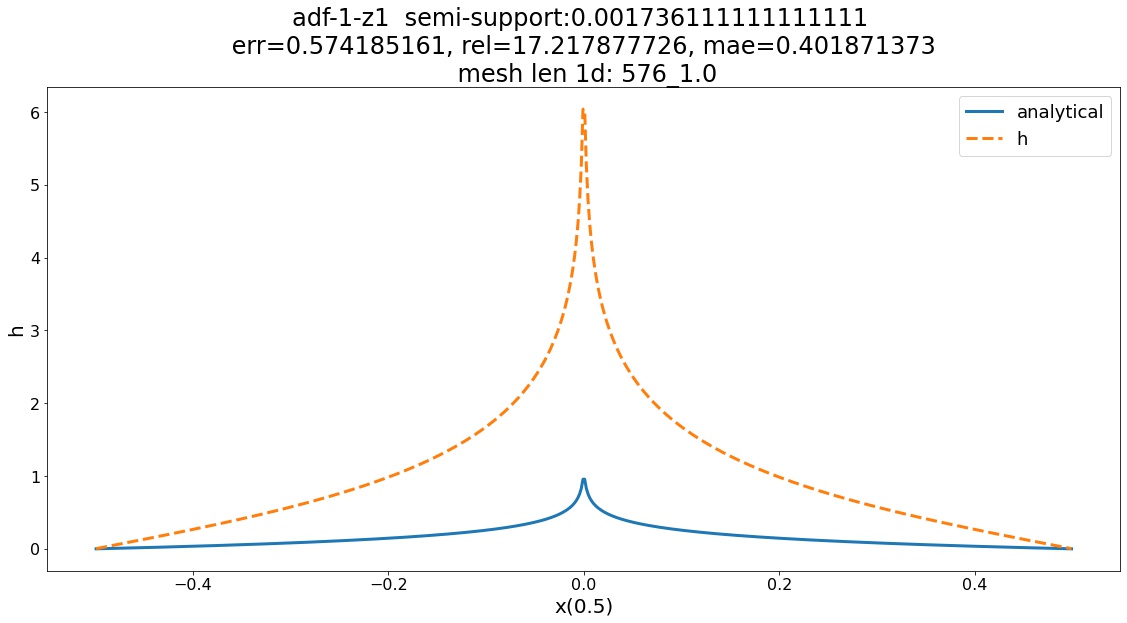 adf-1-z1  semi-support:0.001736111111111111
err=0.574185161, rel=17.217877726, mae=0.401871373
mesh len 1d: 576_1.0
analytical
h
6
5
4
3
2
1
0
h
−0.4
−0.2
0.0
0.2
0.4
x(0.5)